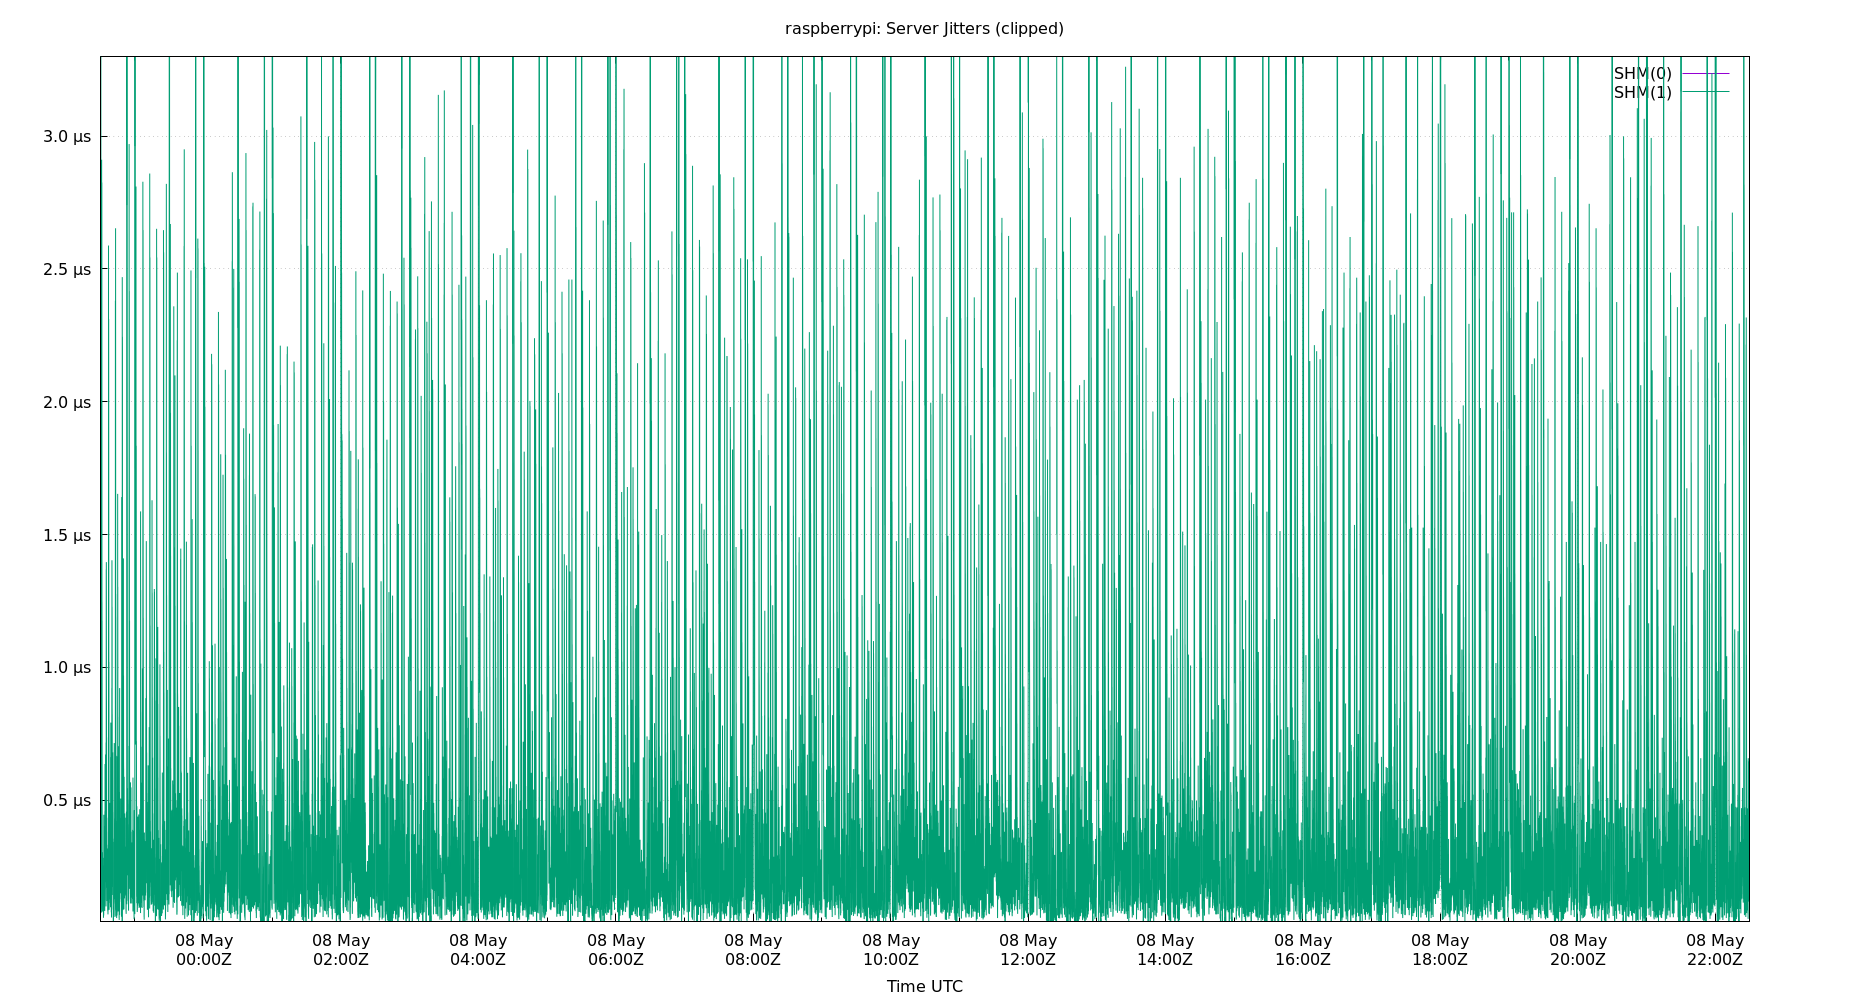 raspberrypi: Server Jitters (clipped)
SHM(0)
SHM(1)
3.0 µs
2.5 µs
2.0 µs
1.5 µs
1.0 µs
0.5 µs
08 May 08 May 08 May 08 May 08 May 08 May 08 May 08 May 08 May 08 May 08 May 08 May
00:00Z 02:00Z 04:00Z 06:00Z 08:00Z 10:00Z 12:00Z 14:00Z 16:00Z 18:00Z 20:00Z 22:00Z
Time UTC